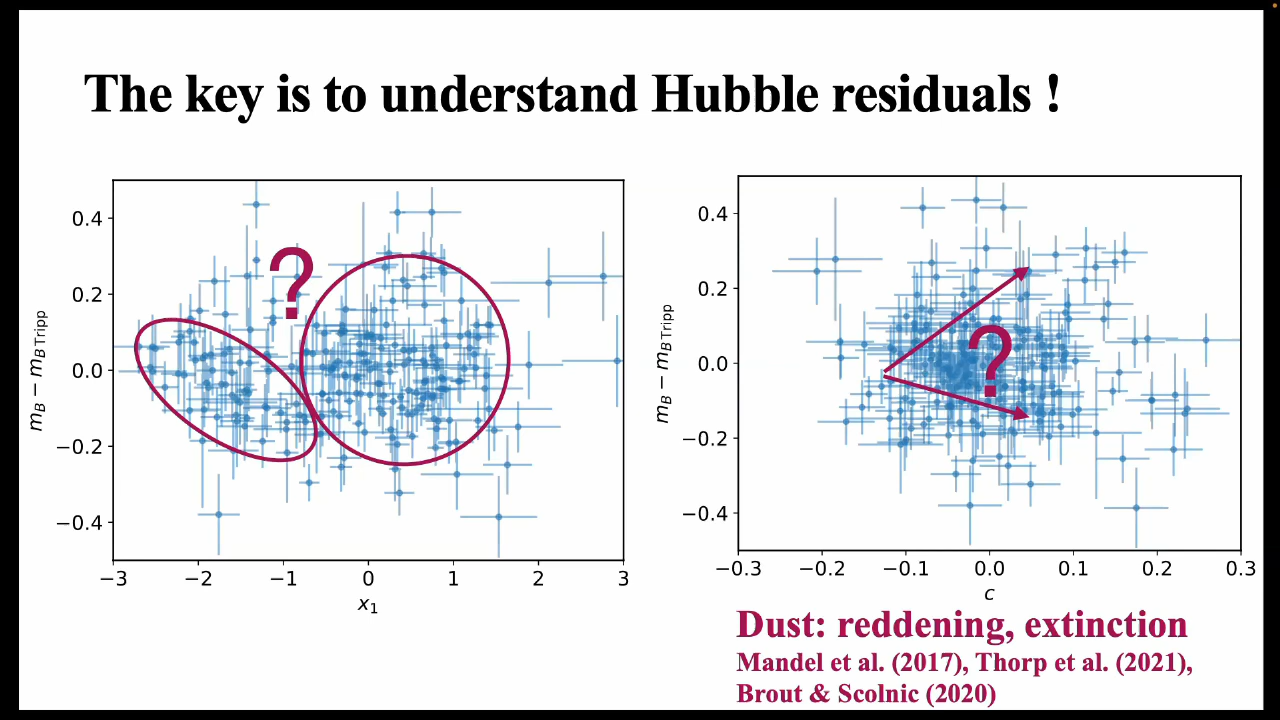 The key is to understand Hubble residuals !
?
0.4
0.2
0.0
−0.2
−0.4
m_B − m_B Tripp
−3 −2 −1 0 1 2 3
x₁
?
0.4
0.2
0.0
−0.2
−0.4
m_B − m_B Tripp
−0.3 −0.2 −0.1 0.0 0.1 0.2 0.3
c
Dust: reddening, extinction
Mandel et al. (2017), Thorp et al. (2021),
Brout & Scolnic (2020)